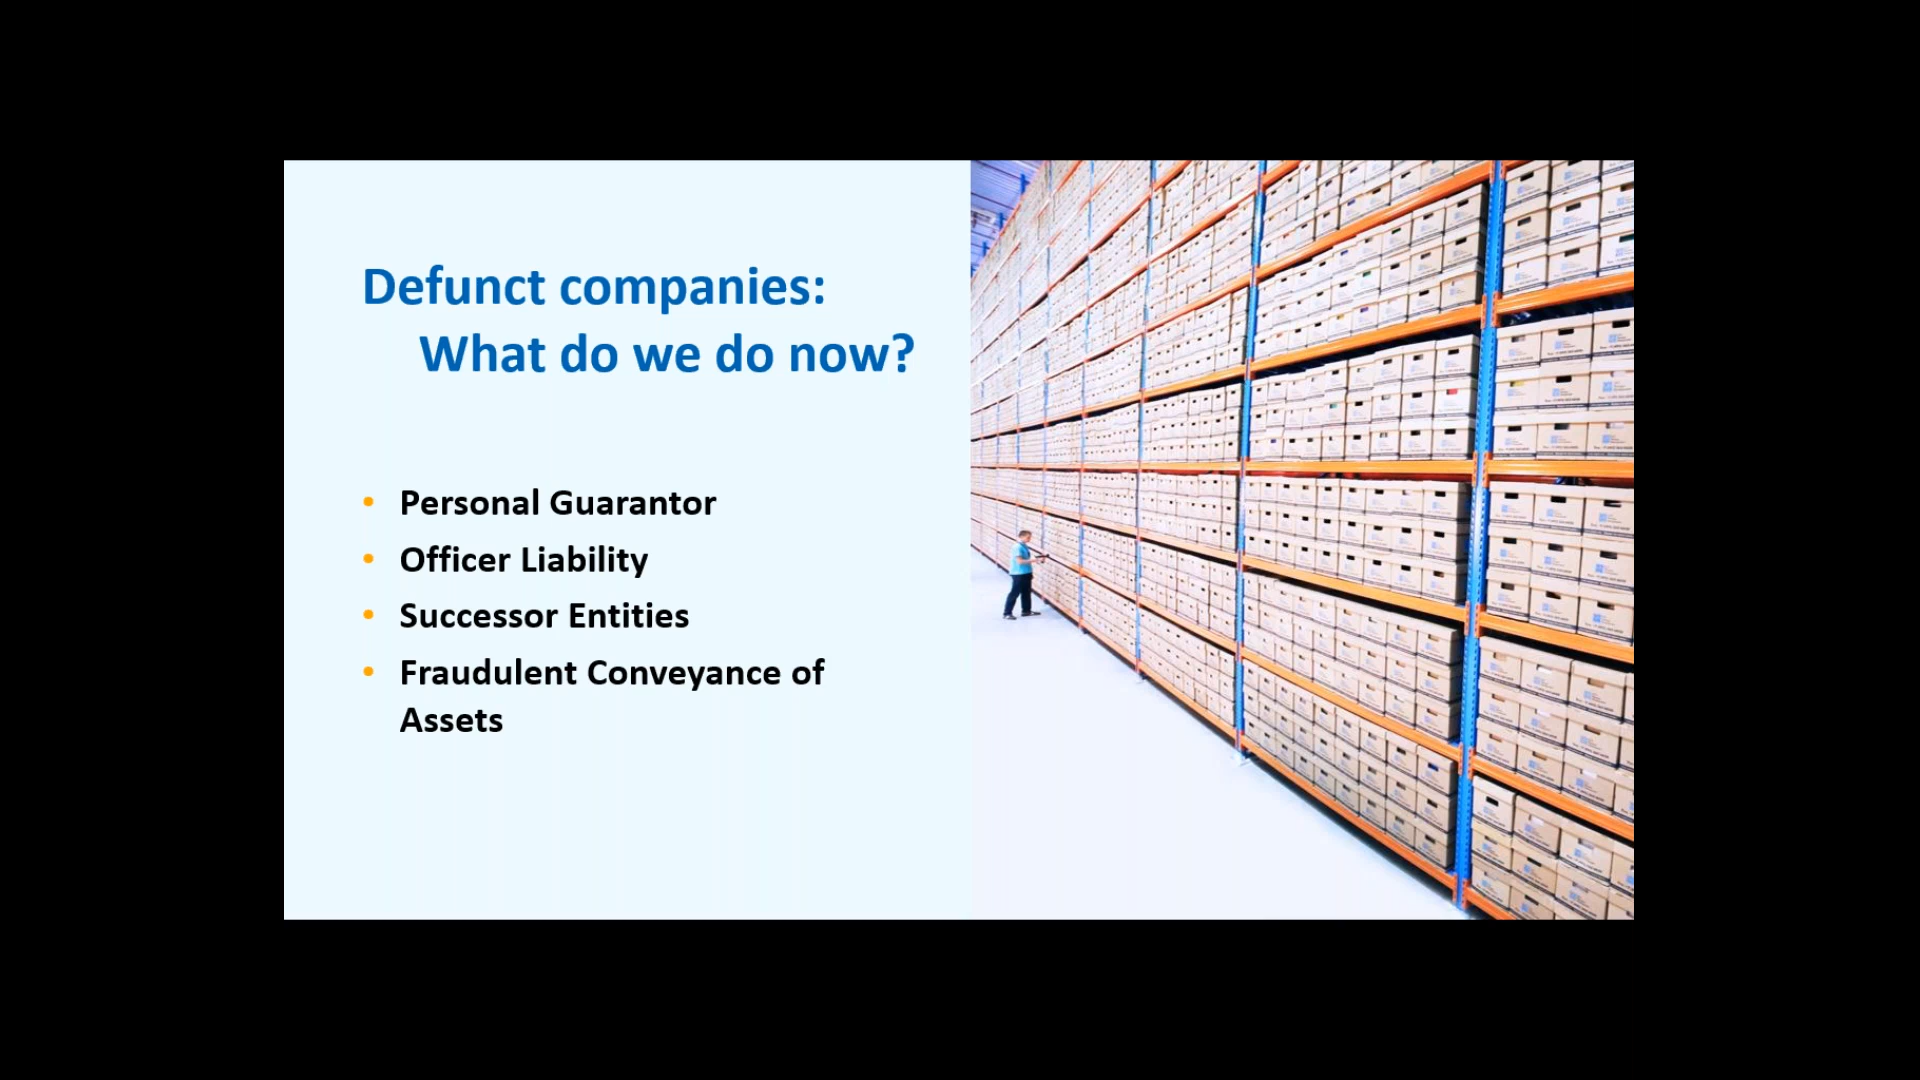 Defunct companies:
What do we do now?
• Personal Guarantor
• Officer Liability
• Successor Entities
• Fraudulent Conveyance of
Assets